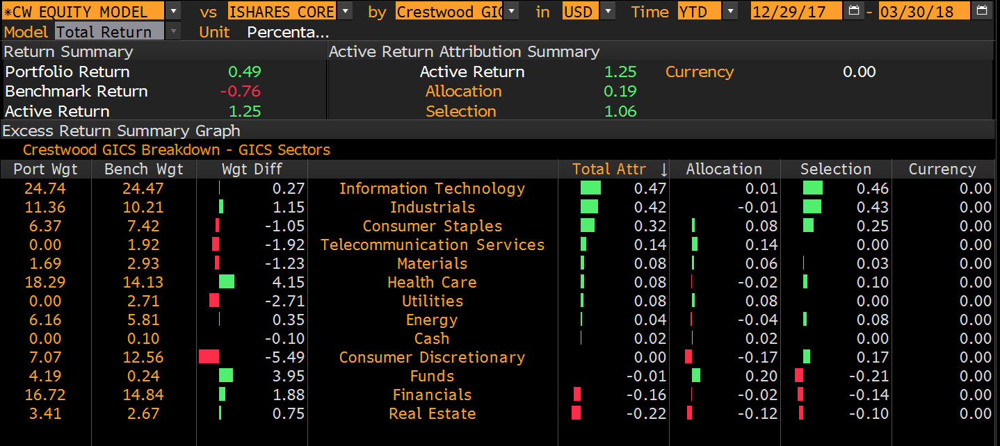 *CW EQUITY MODEL vs ISHARES CORE by Crestwood GIC in USD Time YTD 12/29/17 - 03/30/18
Model Total Return Unit Percenta...
Return Summary Active Return Attribution Summary
Portfolio Return 0.49 Active Return 1.25 Currency 0.00
Benchmark Return -0.76 Allocation 0.19
Active Return 1.25 Selection 1.06
Excess Return Summary Graph
Crestwood GICS Breakdown - GICS Sectors
Port Wgt Bench Wgt Wgt Diff Total Attr ↓ Allocation Selection Currency
24.74 24.47 0.27 Information Technology 0.47 0.01 0.46 0.00
11.36 10.21 1.15 Industrials 0.42 -0.01 0.43 0.00
6.37 7.42 -1.05 Consumer Staples 0.32 0.08 0.25 0.00
0.00 1.92 -1.92 Telecommunication Services 0.14 0.14 0.00 0.00
1.69 2.93 -1.23 Materials 0.08 0.06 0.03 0.00
18.29 14.13 4.15 Health Care 0.08 -0.02 0.10 0.00
0.00 2.71 -2.71 Utilities 0.08 0.08 0.00 0.00
6.16 5.81 0.35 Energy 0.04 -0.04 0.08 0.00
0.00 0.10 -0.10 Cash 0.02 0.02 0.00 0.00
7.07 12.56 -5.49 Consumer Discretionary 0.00 -0.17 0.17 0.00
4.19 0.24 3.95 Funds -0.01 0.20 -0.21 0.00
16.72 14.84 1.88 Financials -0.16 -0.02 -0.14 0.00
3.41 2.67 0.75 Real Estate -0.22 -0.12 -0.10 0.00